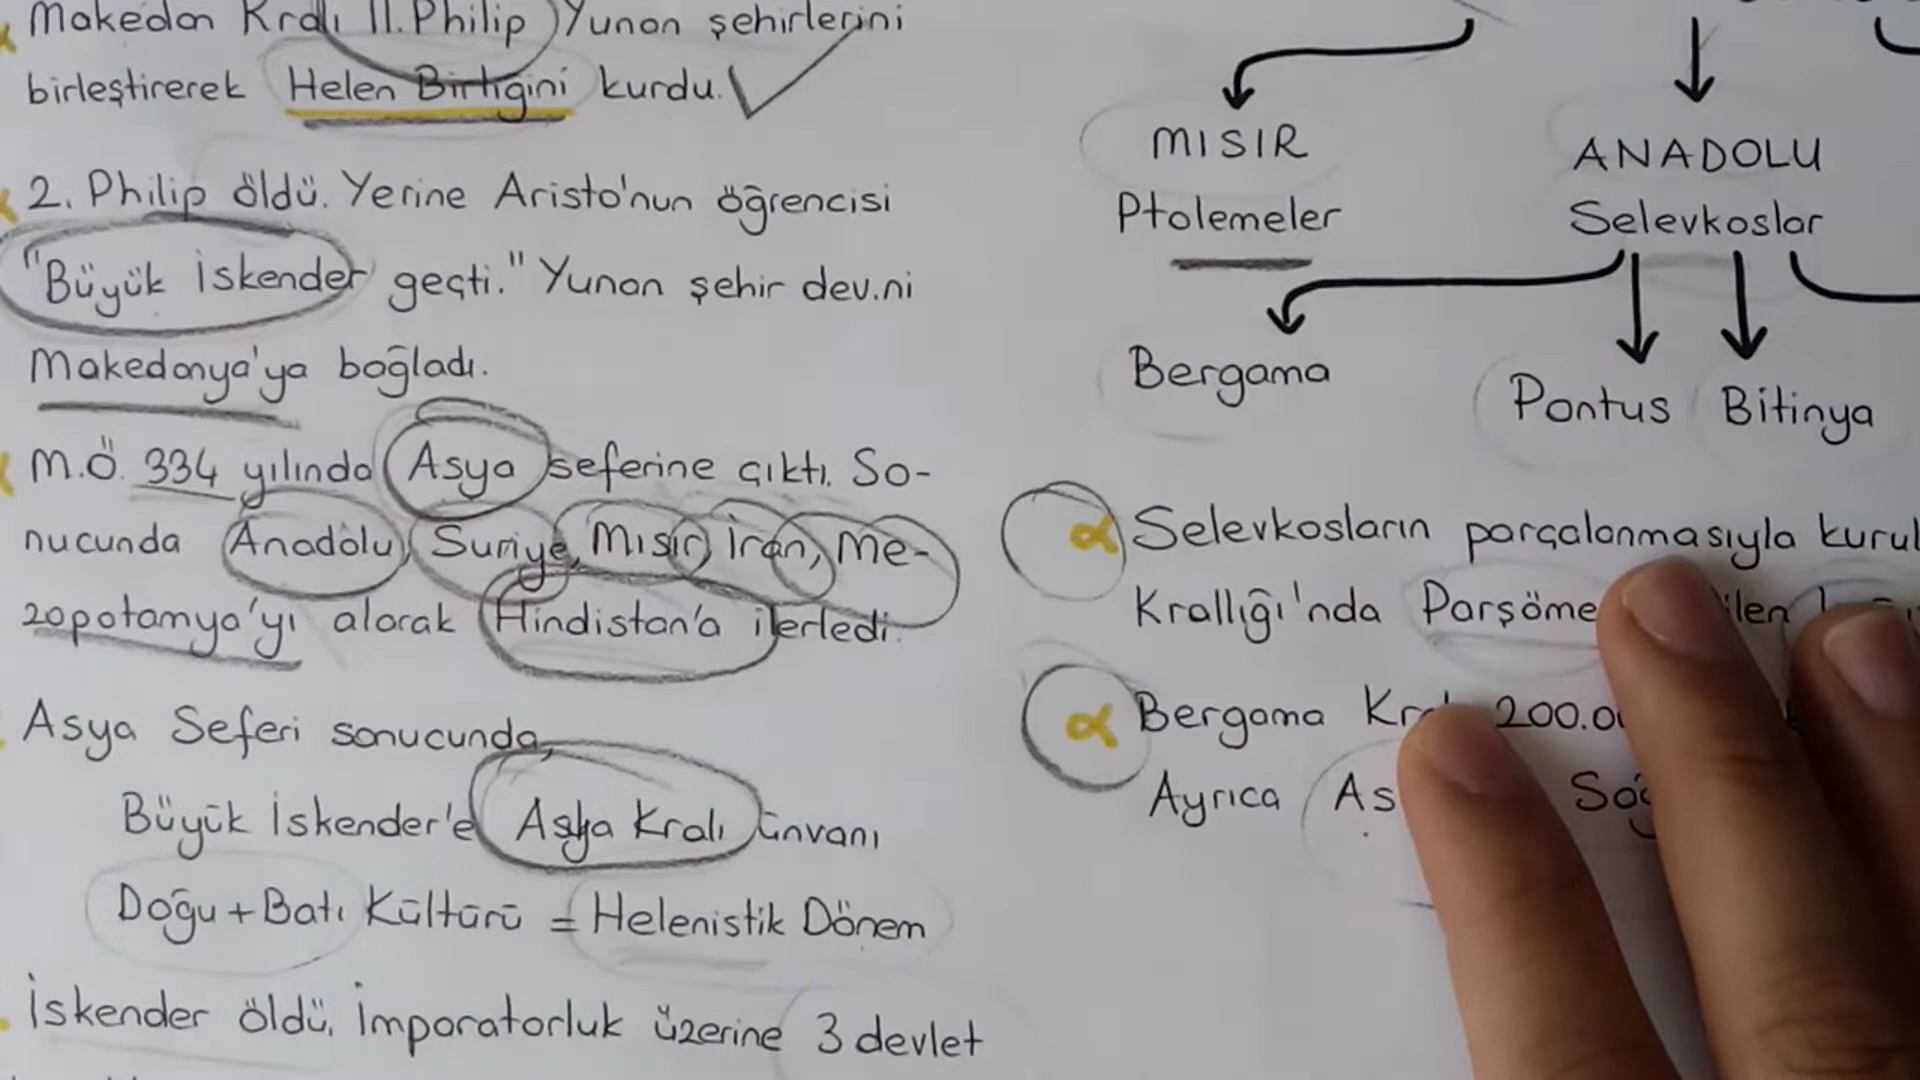 Makedon Kralı II. Philip Yunan şehirlerini
birleştirerek Helen Birliğini kurdu.
2. Philip öldü. Yerine Aristo'nun öğrencisi
"Büyük İskender geçti." Yunan şehir dev.ni
Makedonya'ya bağladı.
M.Ö. 334 yılında Asya seferine çıktı. So-
nucunda Anadolu, Suriye, Mısır, İran, Me-
zopotamya'yı alarak Hindistan'a ilerledi.
Asya Seferi sonucunda,
Büyük İskender'e Asya Kralı ünvanı
Doğu + Batı Kültürü = Helenistik Dönem
İskender öldü, İmparatorluk üzerine 3 devlet
MISIR
Ptolemeler
ANADOLU
Selevkoslar
Bergama
Pontus
Bitinya
Selevkosların parçalanmasıyla kurul
Krallığı'nda Parşöme
Bergama 200.0
Ayrıca